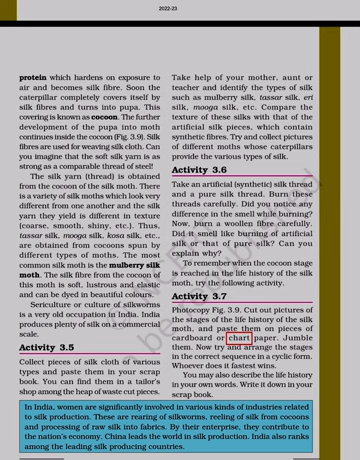 2022-23
protein which hardens on exposure to
air and becomes silk fibre. Soon the
caterpillar completely covers itself by
silk fibres and turns into pupa. This
covering is known as cocoon. The further
development of the pupa into moth
continues inside the cocoon (Fig. 3.9). Silk
fibres are used for weaving silk cloth. Can
you imagine that the soft silk yarn is as
strong as a comparable thread of steel!
The silk yarn (thread) is obtained
from the cocoon of the silk moth. There
is a variety of silk moths which look very
different from one another and the silk
yarn they yield is different in texture
(coarse, smooth, shiny, etc.). Thus,
tassar silk, mooga silk, kosa silk, etc.,
are obtained from cocoons spun by
different types of moths. The most
common silk moth is the mulberry silk
moth. The silk fibre from the cocoon of
this moth is soft, lustrous and elastic
and can be dyed in beautiful colours.
Sericulture or culture of silkworms
is a very old occupation in India. India
produces plenty of silk on a commercial
scale.
Activity 3.5
Collect pieces of silk cloth of various
types and paste them in your scrap
book. You can find them in a tailor's
shop among the heap of waste cut pieces.
Take help of your mother, aunt or
teacher and identify the types of silk
such as mulberry silk, tassar silk, eri
silk, mooga silk, etc. Compare the
texture of these silks with that of the
artificial silk pieces, which contain
synthetic fibres. Try and collect pictures
of different moths whose caterpillars
provide the various types of silk.
Activity 3.6
Take an artificial (synthetic) silk thread
and a pure silk thread. Burn these
threads carefully. Did you notice any
difference in the smell while burning?
Now, burn a woollen fibre carefully.
Did it smell like burning of artificial
silk or that of pure silk? Can you
explain why?
To remember when the cocoon stage
is reached in the life history of the silk
moth, try the following activity.
Activity 3.7
Photocopy Fig. 3.9. Cut out pictures of
the stages of the life history of the silk
moth, and paste them on pieces of
cardboard or chart paper. Jumble
them. Now try and arrange the stages
in the correct sequence in a cyclic form.
Whoever does it fastest wins.
You may also describe the life history
in your own words. Write it down in your
scrap book.
In India, women are significantly involved in various kinds of industries related
to silk production. These are rearing of silkworms, reeling of silk from cocoons
and processing of raw silk into fabrics. By their enterprise, they contribute to
the nation's economy. China leads the world in silk production. India also ranks
among the leading silk producing countries.